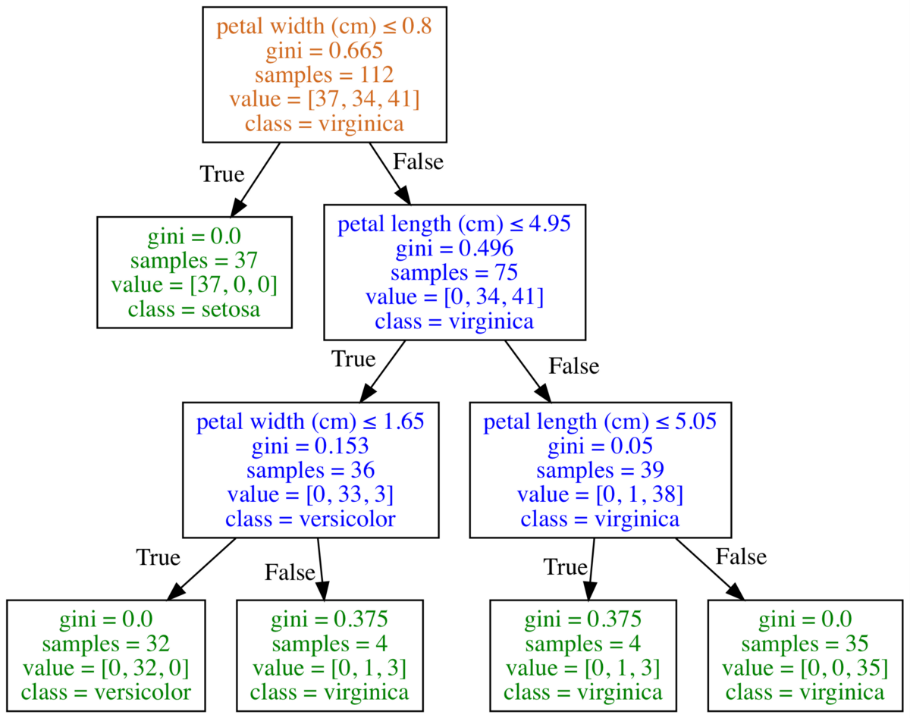 petal width (cm) ≤ 0.8
gini = 0.665
samples = 112
value = [37, 34, 41]
class = virginica
True
False
gini = 0.0
samples = 37
value = [37, 0, 0]
class = setosa
petal length (cm) ≤ 4.95
gini = 0.496
samples = 75
value = [0, 34, 41]
class = virginica
True
False
petal width (cm) ≤ 1.65
gini = 0.153
samples = 36
value = [0, 33, 3]
class = versicolor
petal length (cm) ≤ 5.05
gini = 0.05
samples = 39
value = [0, 1, 38]
class = virginica
True
False
True
False
gini = 0.0
samples = 32
value = [0, 32, 0]
class = versicolor
gini = 0.375
samples = 4
value = [0, 1, 3]
class = virginica
gini = 0.375
samples = 4
value = [0, 1, 3]
class = virginica
gini = 0.0
samples = 35
value = [0, 0, 35]
class = virginica